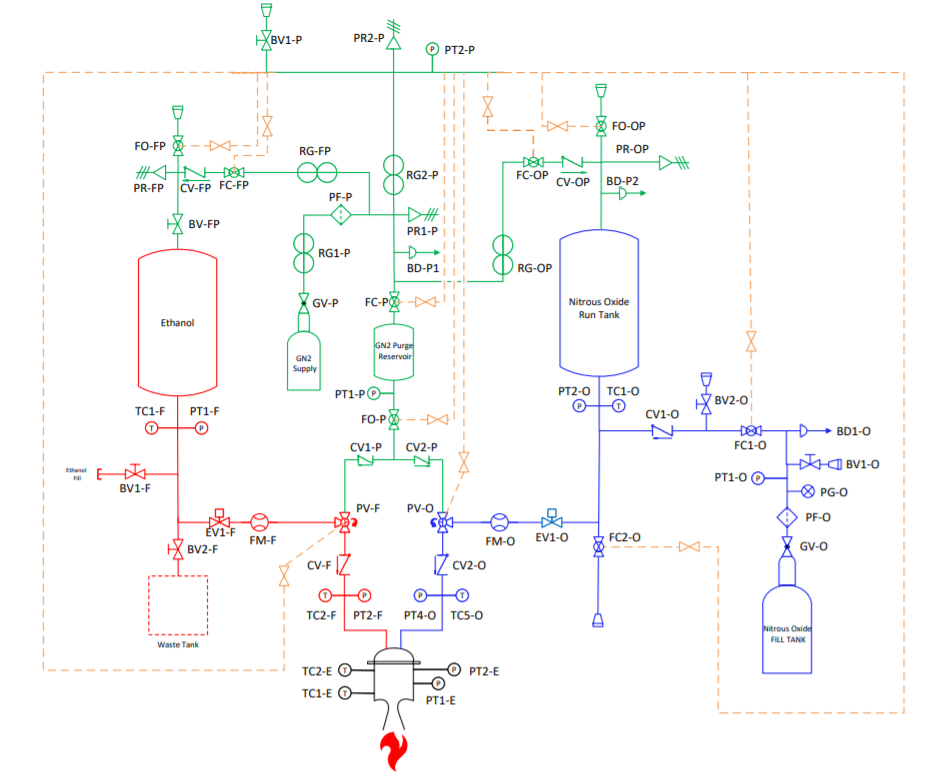 BV1-P
PR2-P
P
PT2-P
FO-FP
RG-FP
FO-OP
PR-OP
PR-FP
CV-FP
FC-FP
RG2-P
FC-OP
CV-OP
BD-P2
PF-P
BV-FP
PR1-P
RG1-P
BD-P1
RG-OP
GV-P
FC-P
Ethanol
Nitrous Oxide
Run Tank
GN2
Supply
GN2 Purge
Reservoir
PT1-P
P
PT2-O
TC1-O
P
T
BV2-O
TC1-F
PT1-F
T
P
FO-P
CV1-O
FC1-O
BD1-O
CV1-P
CV2-P
Ethanol
Fill
BV1-F
BV1-O
PT1-O
P
PG-O
PV-F
PV-O
PF-O
EV1-F
FM-F
FM-O
EV1-O
FC2-O
GV-O
BV2-F
CV-F
CV2-O
T
P
P
T
TC2-F
PT2-F
PT4-O
TC5-O
Nitrous Oxide
FILL TANK
Waste Tank
TC2-E
T
P
PT2-E
TC1-E
T
P
PT1-E